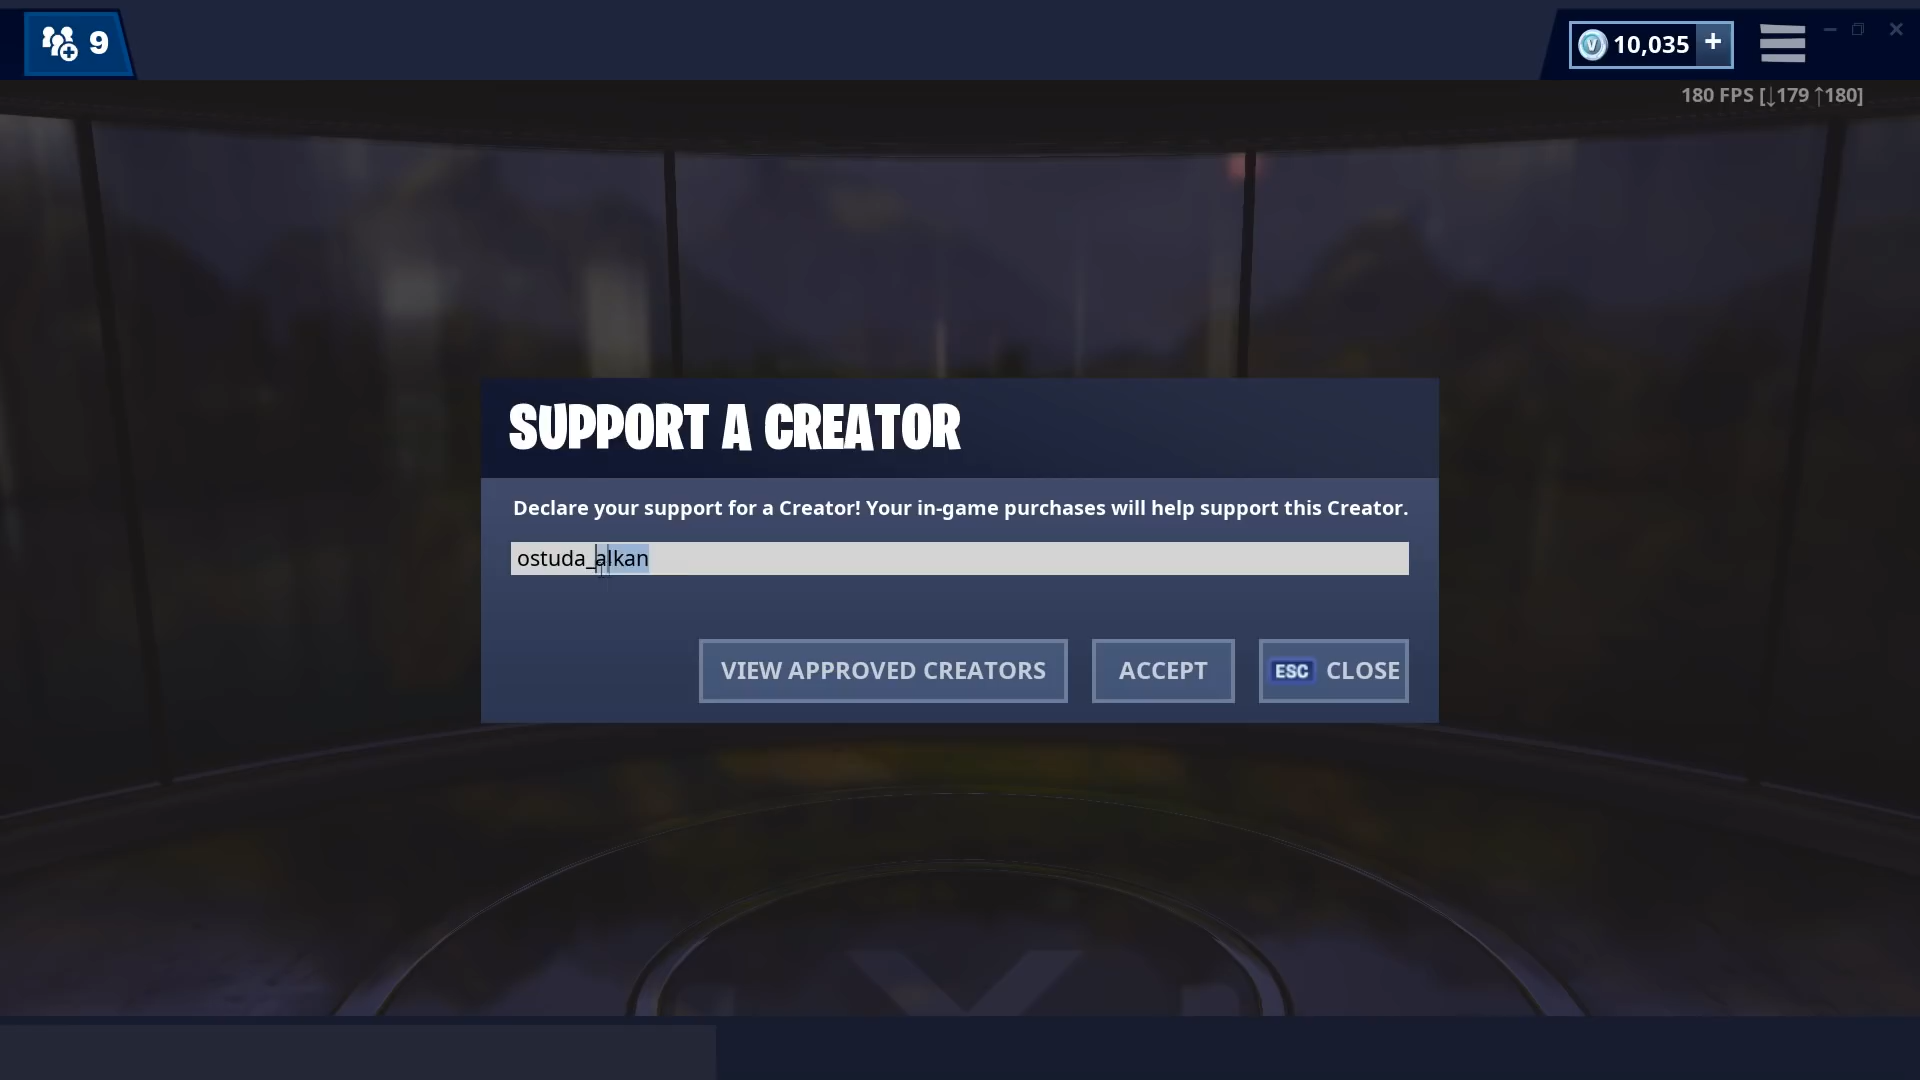 9
10,035 +
180 FPS [↓179 ↑180]
SUPPORT A CREATOR
Declare your support for a Creator! Your in-game purchases will help support this Creator.
ostuda_alkan
VIEW APPROVED CREATORS
ACCEPT
ESC CLOSE